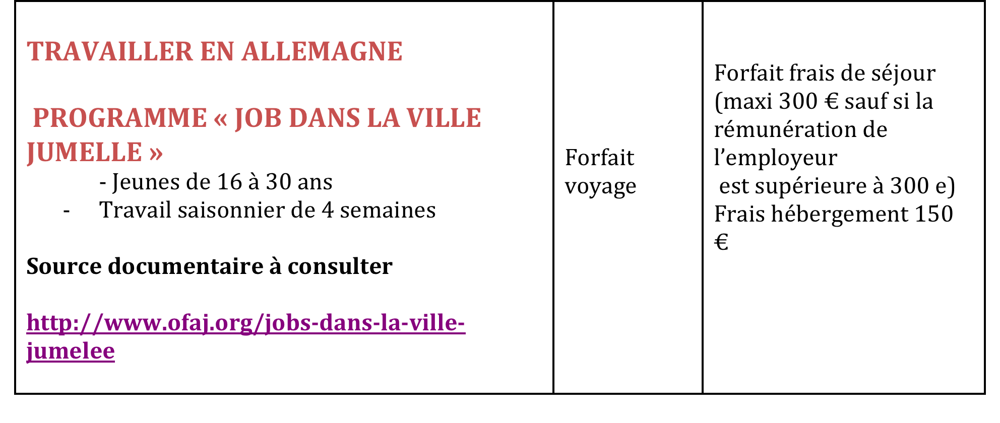 TRAVAILLER EN ALLEMAGNE
PROGRAMME « JOB DANS LA VILLE
JUMELLE »
- Jeunes de 16 à 30 ans
- Travail saisonnier de 4 semaines
Source documentaire à consulter
http://www.ofaj.org/jobs-dans-la-ville-
jumelee
Forfait
voyage
Forfait frais de séjour
(maxi 300 € sauf si la
rémunération de
l’employeur
est supérieure à 300 e)
Frais hébergement 150
€